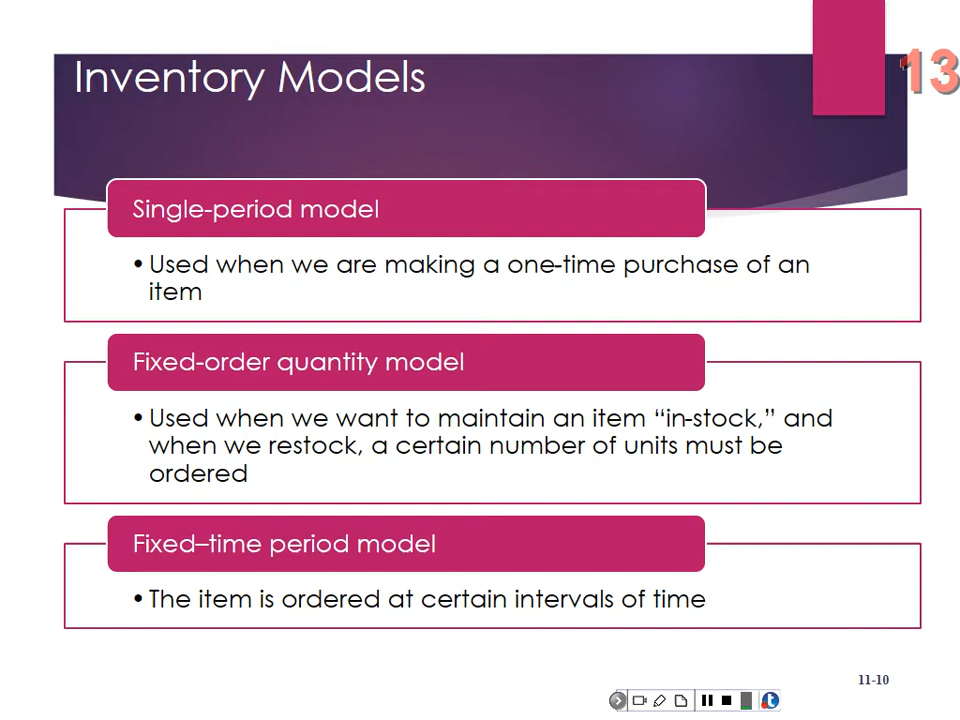 Inventory Models
13
Single-period model
•Used when we are making a one-time purchase of an
item
Fixed-order quantity model
•Used when we want to maintain an item “in-stock,” and
when we restock, a certain number of units must be
ordered
Fixed–time period model
•The item is ordered at certain intervals of time
11-10
t